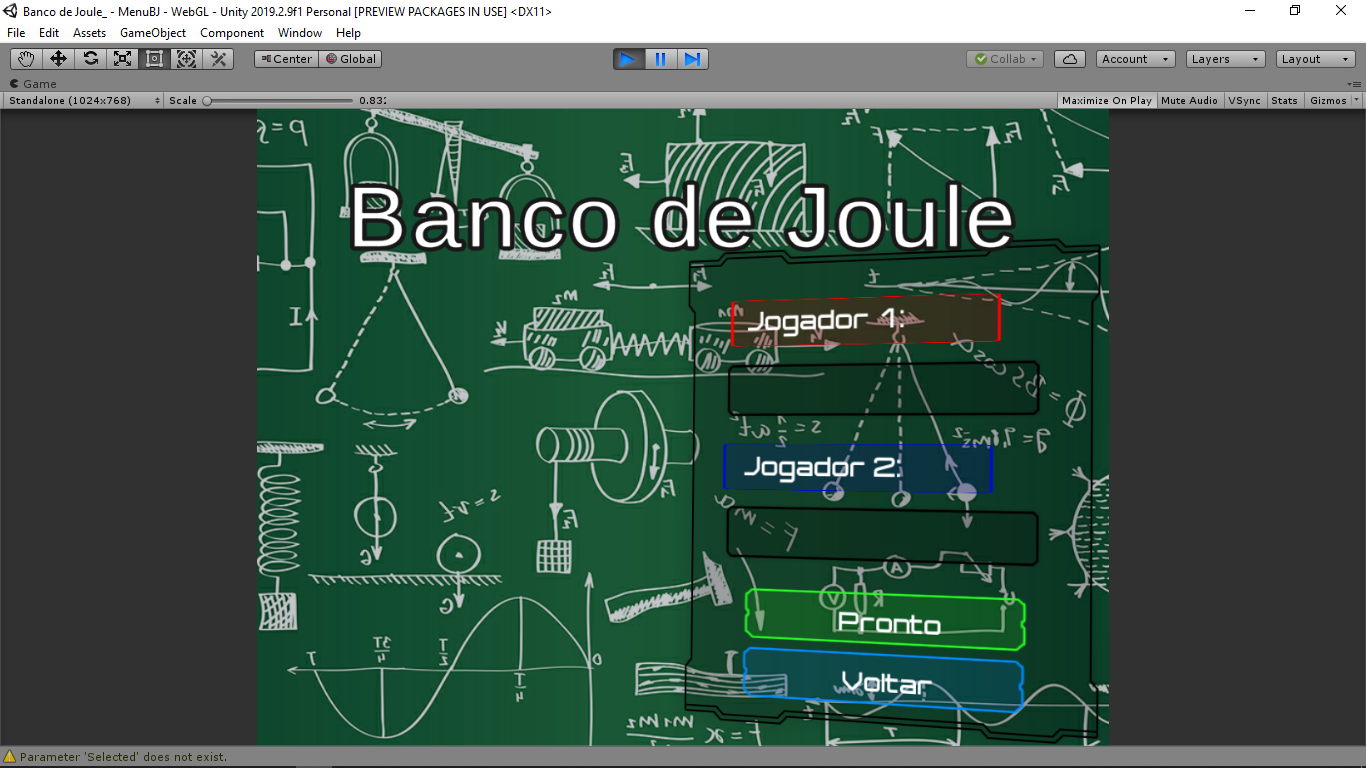 Banco de Joule_ - MenuBJ - WebGL - Unity 2019.2.9f1 Personal [PREVIEW PACKAGES IN USE] <DX11>
File Edit Assets GameObject Component Window Help
Center Global Collab Account Layers Layout
Game
Standalone (1024x768) Scale 0.83 Maximize On Play Mute Audio VSync Stats Gizmos
Banco de Joule
Jogador 1:
Jogador 2:
Pronto
Voltar
Parameter 'Selected' does not exist.